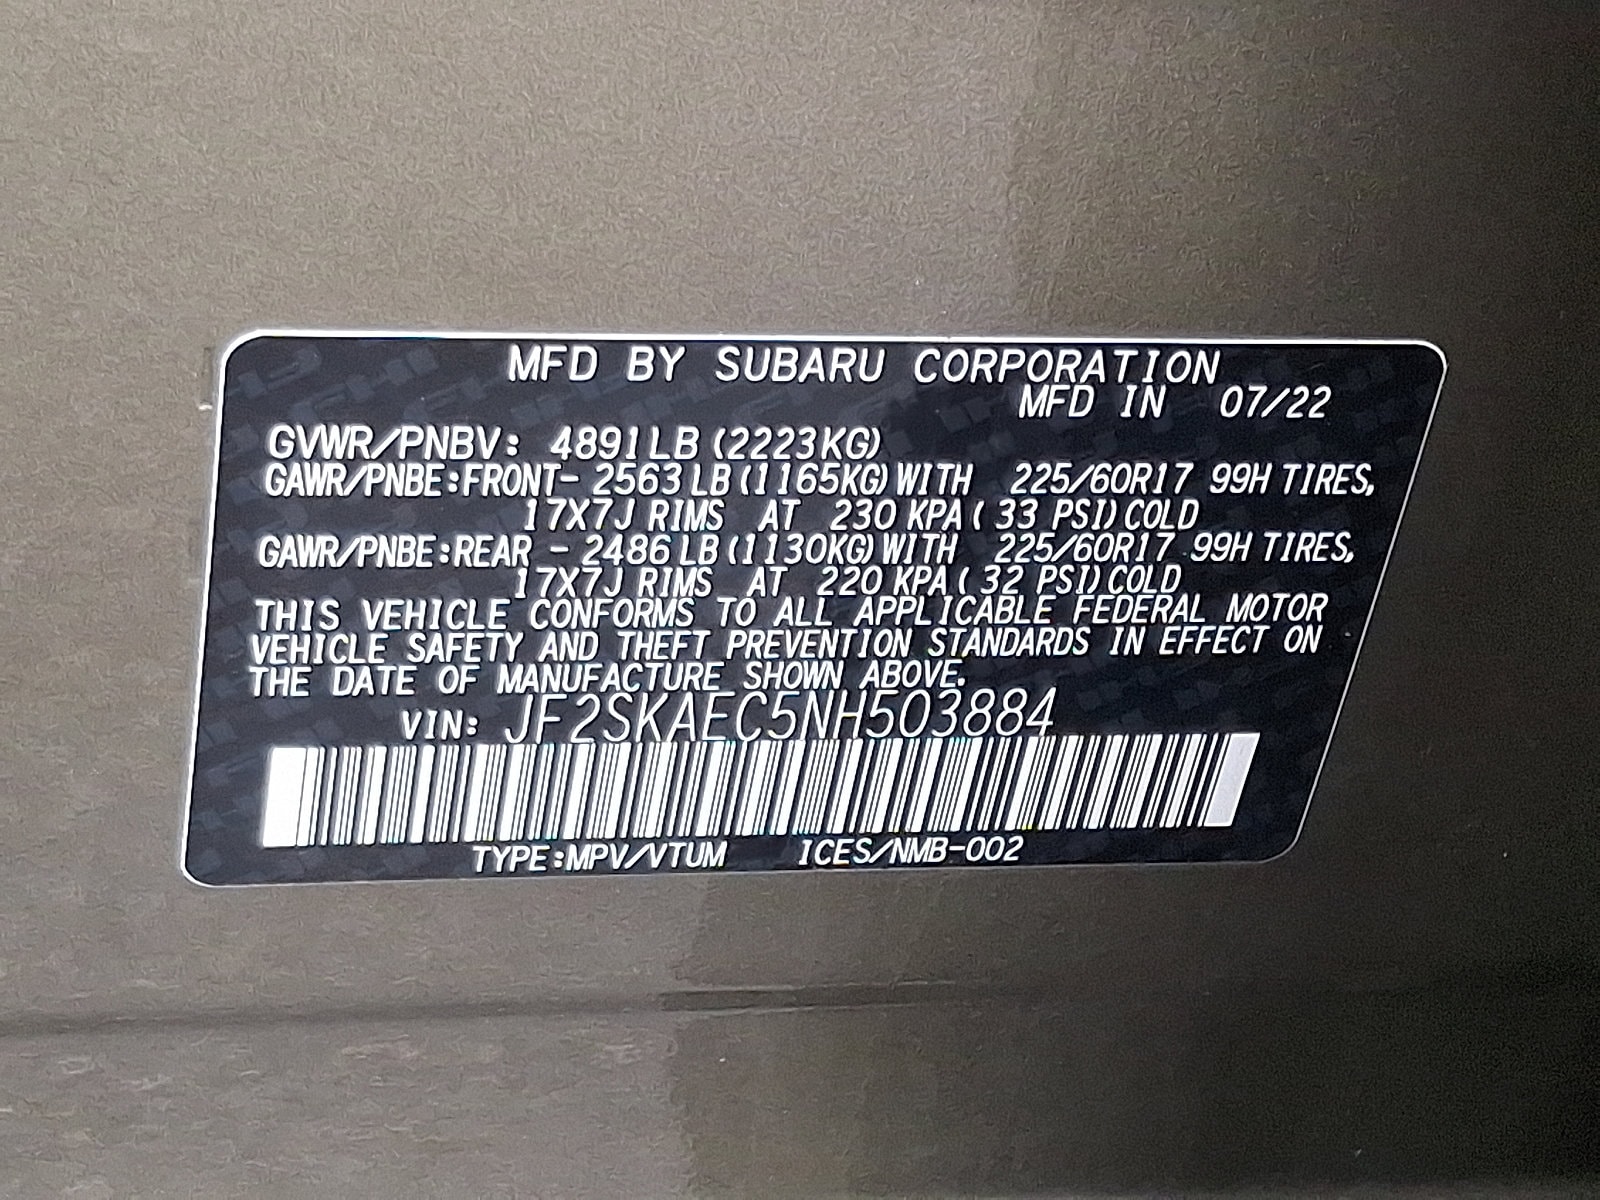 MFD BY SUBARU CORPORATION
MFD IN 07/22
GVWR/PNBV: 4891LB (2223KG)
GAWR/PNBE:FRONT- 2563LB (1165KG) WITH 225/60R17 99H TIRES,
17X7J RIMS AT 230 KPA ( 33 PSI) COLD
GAWR/PNBE:REAR - 2486LB (1130KG) WITH 225/60R17 99H TIRES,
17X7J RIMS AT 220 KPA ( 32 PSI) COLD
THIS VEHICLE CONFORMS TO ALL APPLICABLE FEDERAL MOTOR
VEHICLE SAFETY AND THEFT PREVENTION STANDARDS IN EFFECT ON
THE DATE OF MANUFACTURE SHOWN ABOVE.
VIN: JF2SKAEC5NH503884
TYPE:MPV/VTUM ICES/NMB-002